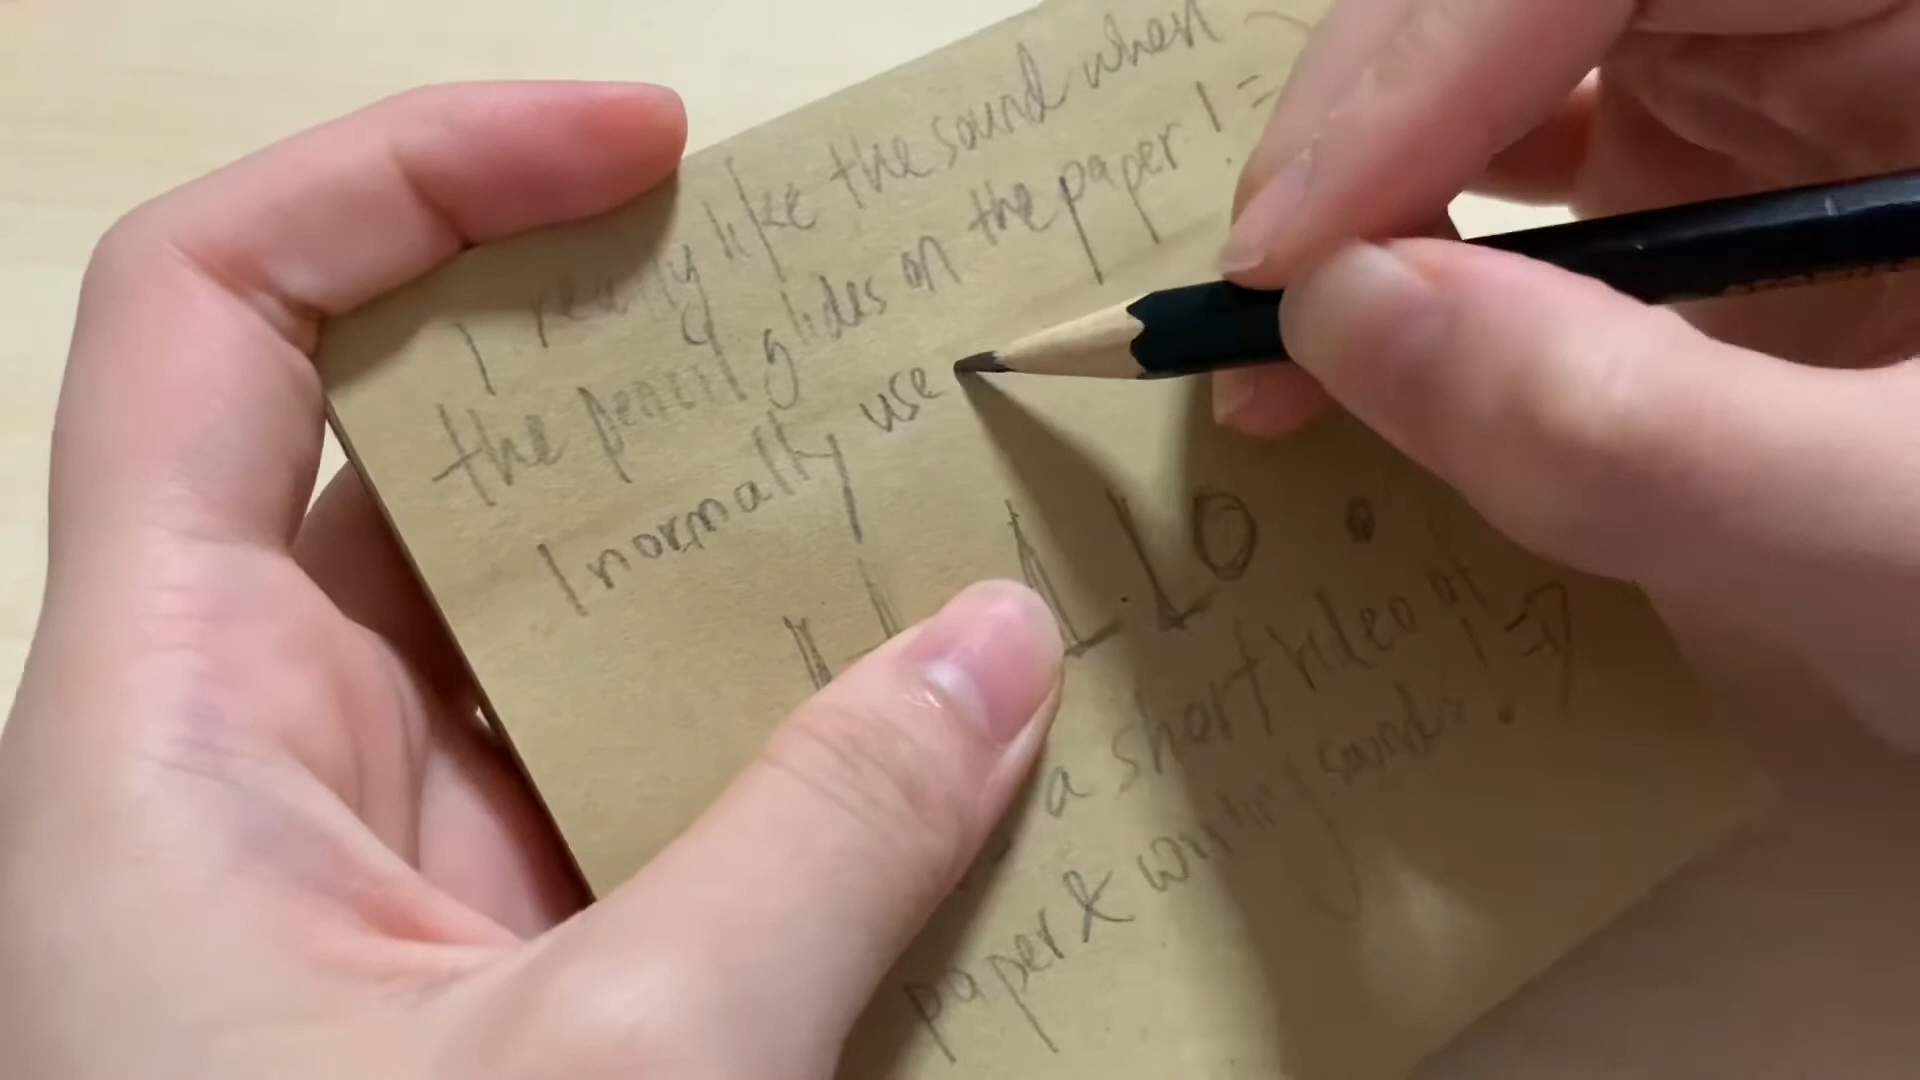 I really like the sound when
the pencil glides on the paper! =
I normally use
LLO
a short video of
paper & writing sounds!